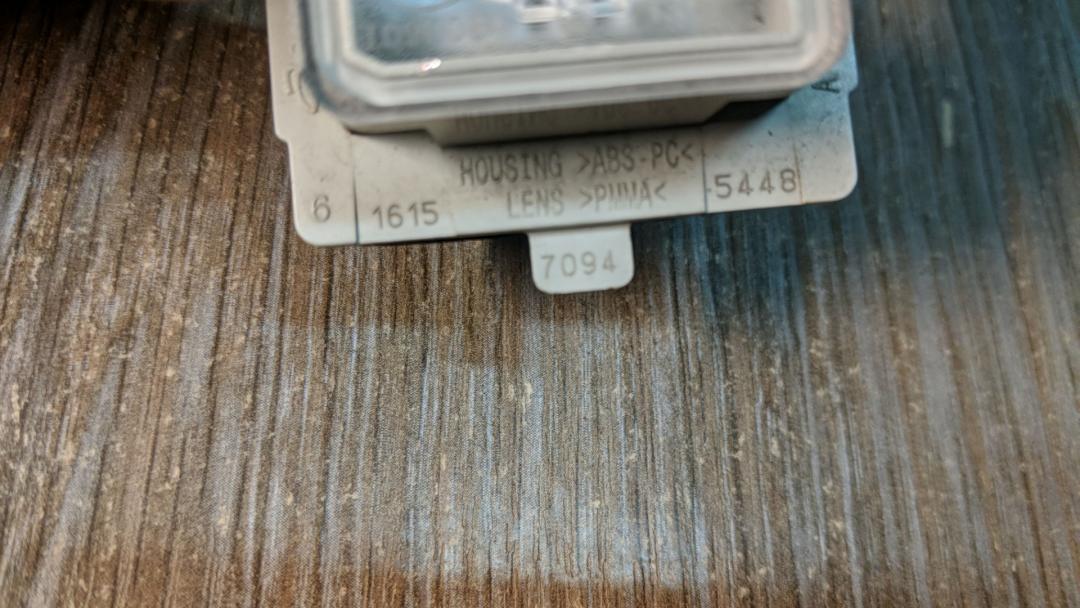 HOUSING >ABS-PC<
LENS >PMMA<
6 1615 5448
7094